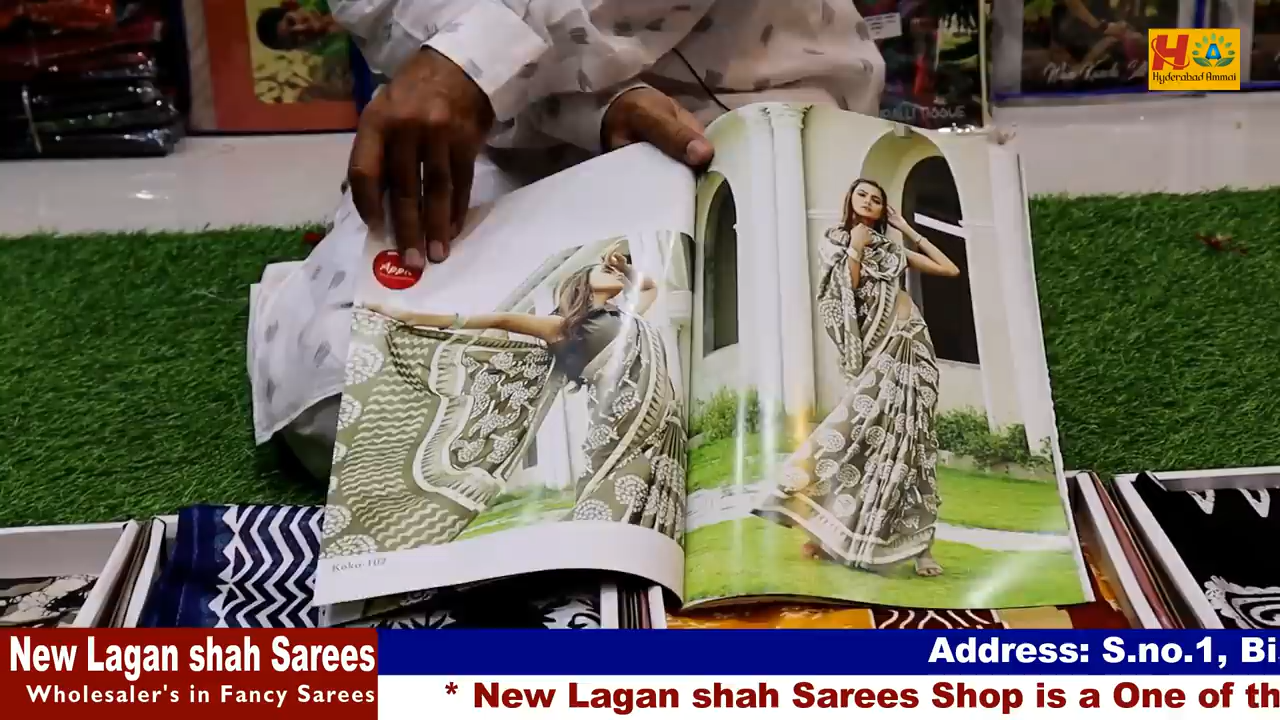 H A
Hyderabad Ammai
Koko-102
New Lagan shah Sarees
Wholesaler's in Fancy Sarees
Address: S.no.1, Bi
* New Lagan shah Sarees Shop is a One of th